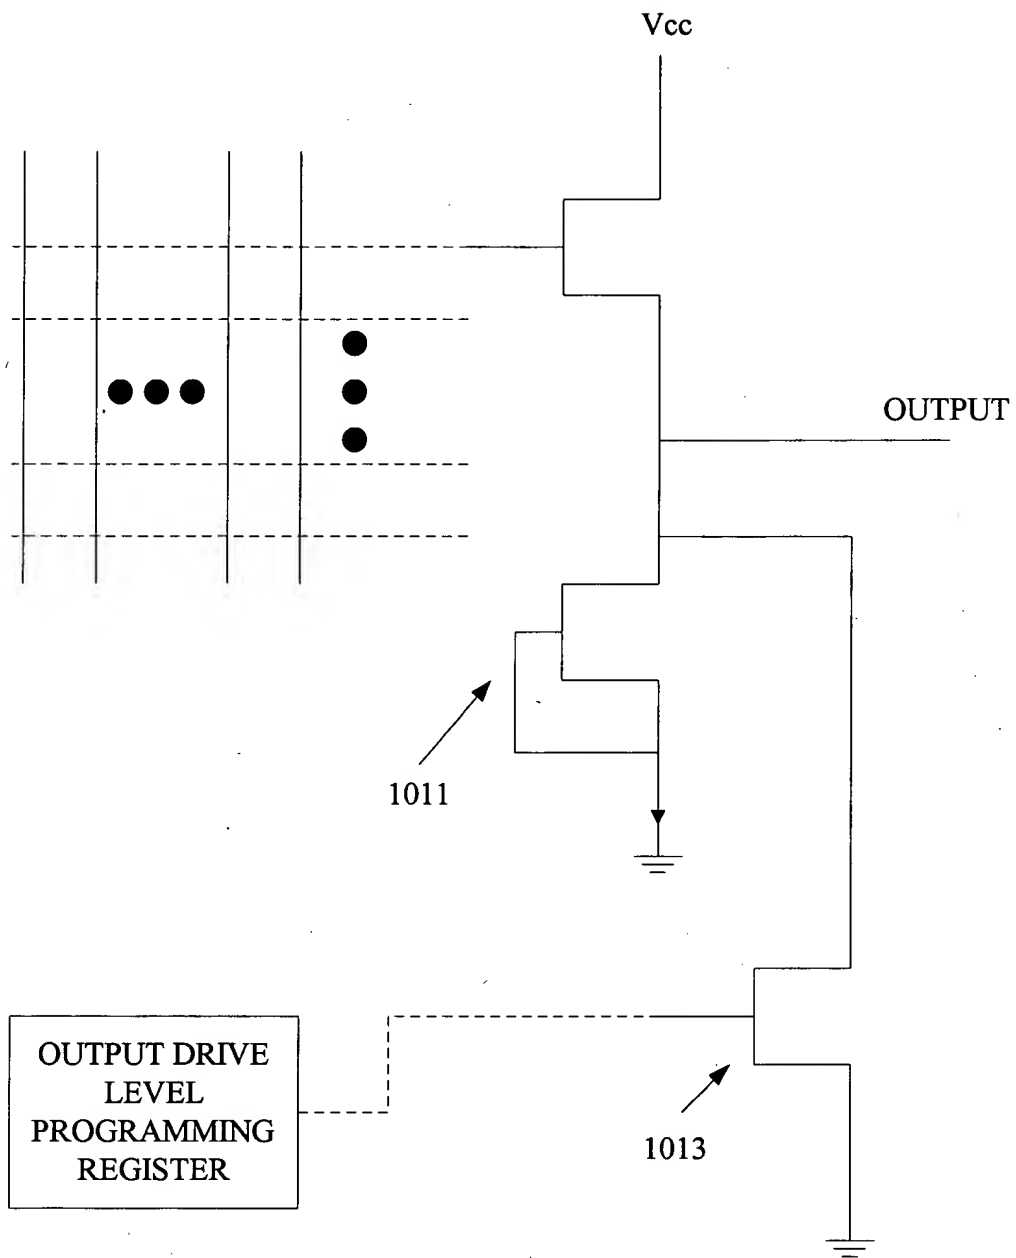 Vcc
OUTPUT
1011
OUTPUT DRIVE
LEVEL
PROGRAMMING
REGISTER
1013